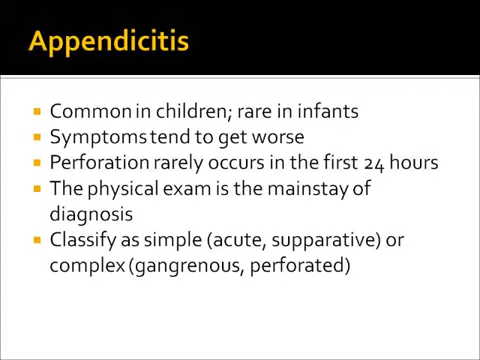 Appendicitis
Common in children; rare in infants
Symptoms tend to get worse
Perforation rarely occurs in the first 24 hours
The physical exam is the mainstay of
diagnosis
Classify as simple (acute, supparative) or
complex (gangrenous, perforated)